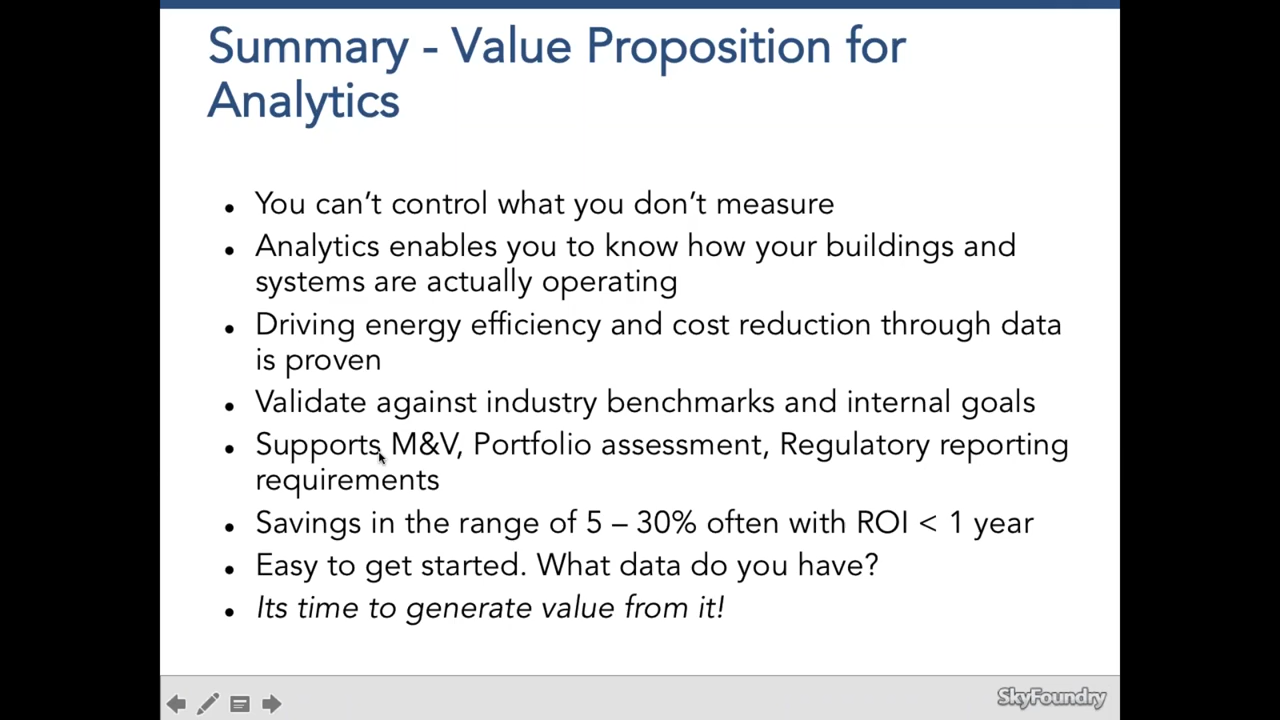 Summary - Value Proposition for
Analytics
• You can't control what you don't measure
• Analytics enables you to know how your buildings and
systems are actually operating
• Driving energy efficiency and cost reduction through data
is proven
• Validate against industry benchmarks and internal goals
• Supports M&V, Portfolio assessment, Regulatory reporting
requirements
• Savings in the range of 5 – 30% often with ROI < 1 year
• Easy to get started. What data do you have?
• Its time to generate value from it!
SkyFoundry